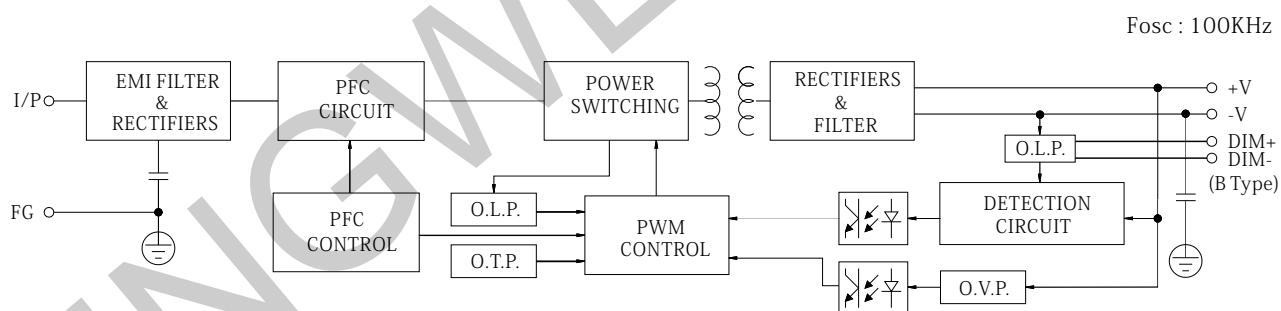 Fosc : 100KHz
I/P
EMI FILTER
&
RECTIFIERS
PFC
CIRCUIT
POWER
SWITCHING
RECTIFIERS
&
FILTER
+V
-V
O.L.P.
DIM+
DIM-
(B Type)
FG
PFC
CONTROL
O.L.P.
O.T.P.
PWM
CONTROL
DETECTION
CIRCUIT
O.V.P.